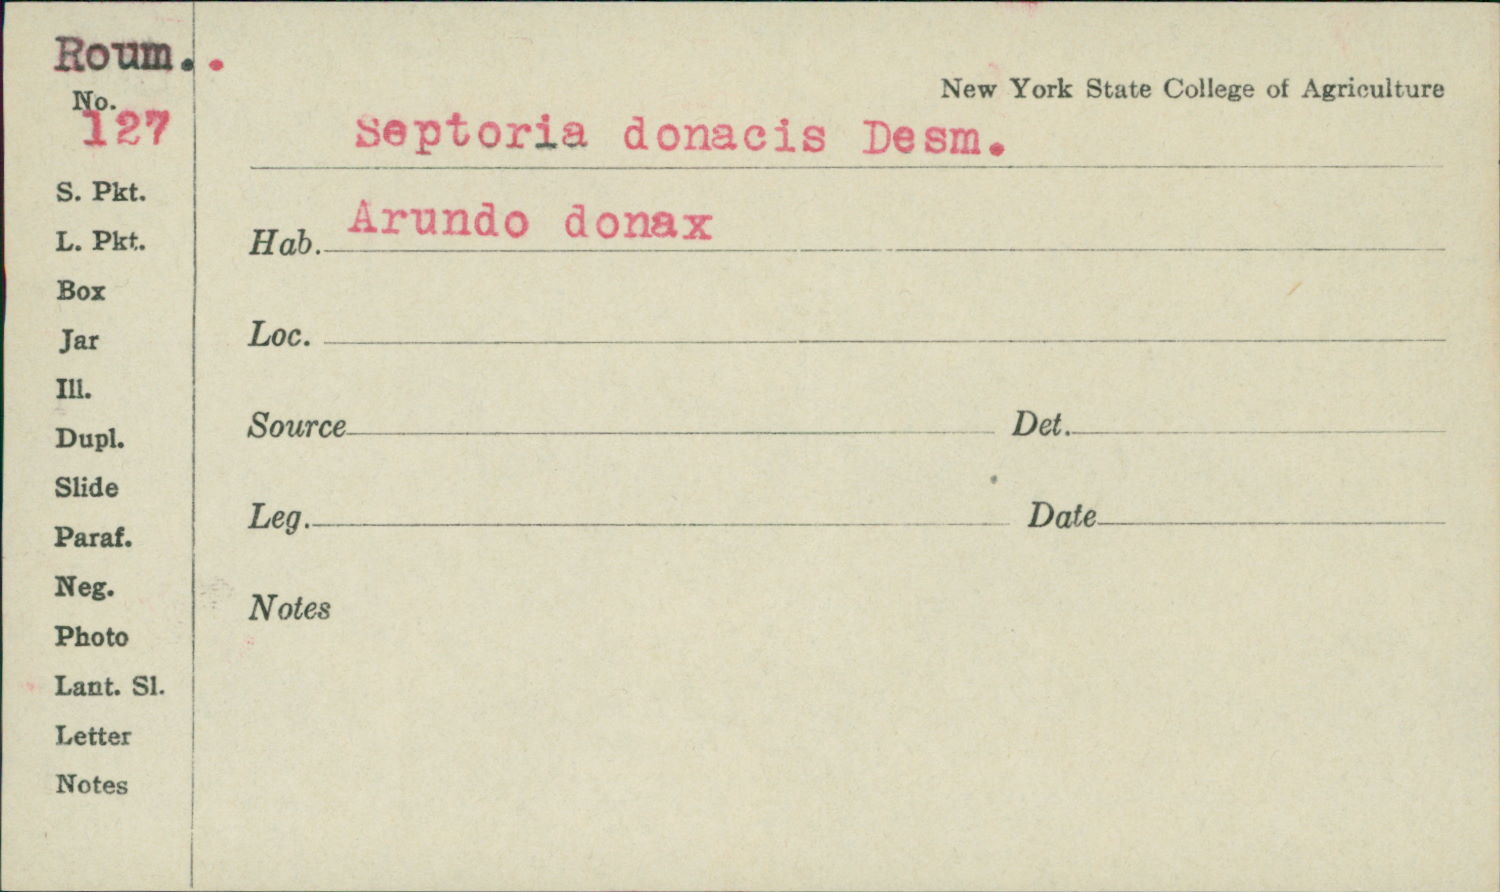 Roum..
New York State College of Agriculture
No.
127
Septoria donacis Desm.
S. Pkt.
Hab. Arundo donax
L. Pkt.
Box
Loc.
Jar
Ill.
Source Det.
Dupl.
Slide
Leg. Date
Paraf.
Neg.
Notes
Photo
Lant. Sl.
Letter
Notes